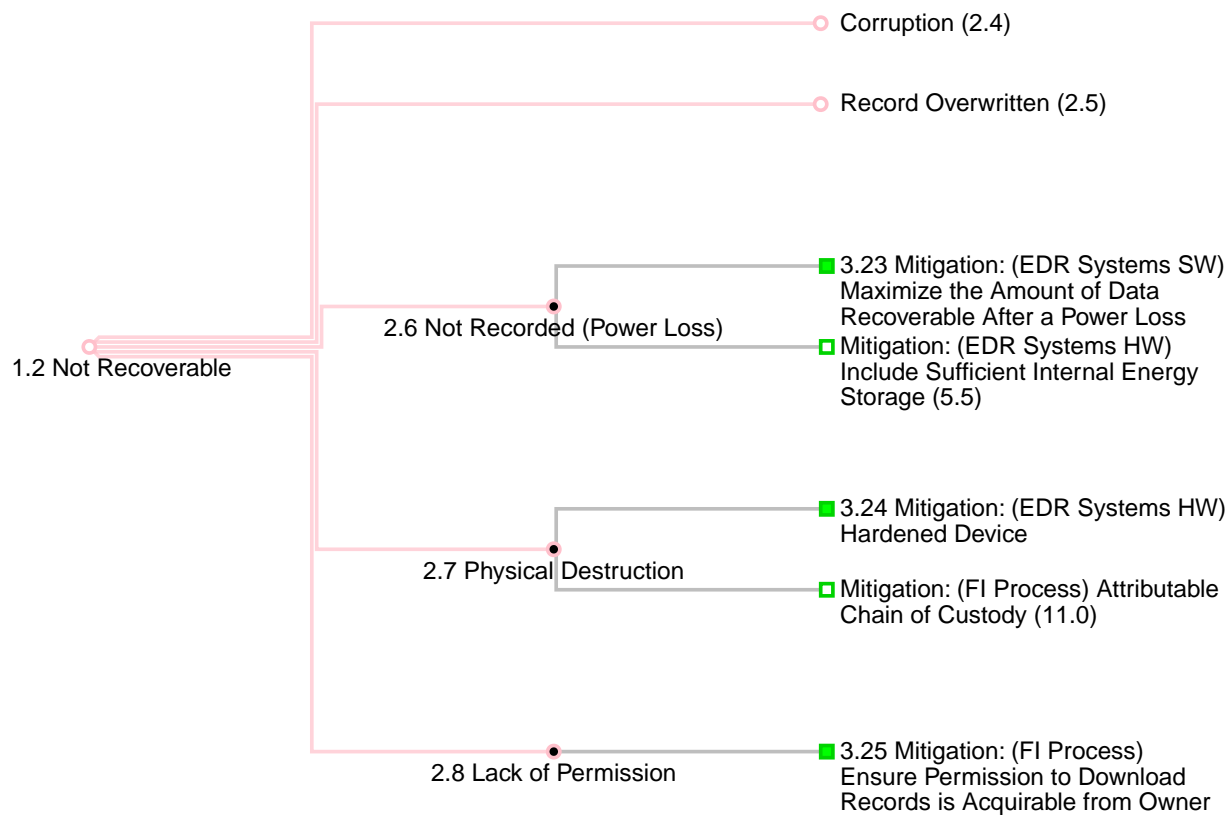 Corruption (2.4)
Record Overwritten (2.5)
3.23 Mitigation: (EDR Systems SW)
Maximize the Amount of Data
Recoverable After a Power Loss
2.6 Not Recorded (Power Loss)
Mitigation: (EDR Systems HW)
Include Sufficient Internal Energy
Storage (5.5)
1.2 Not Recoverable
3.24 Mitigation: (EDR Systems HW)
Hardened Device
2.7 Physical Destruction
Mitigation: (FI Process) Attributable
Chain of Custody (11.0)
3.25 Mitigation: (FI Process)
Ensure Permission to Download
Records is Acquirable from Owner
2.8 Lack of Permission